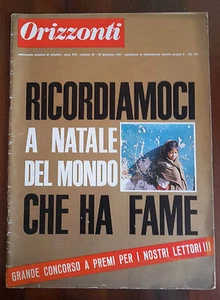 Orizzonti
RICORDIAMOCI
A NATALE
DEL MONDO
CHE HA FAME
GRANDE CONCORSO A PREMI PER I NOSTRI LETTORI!!!